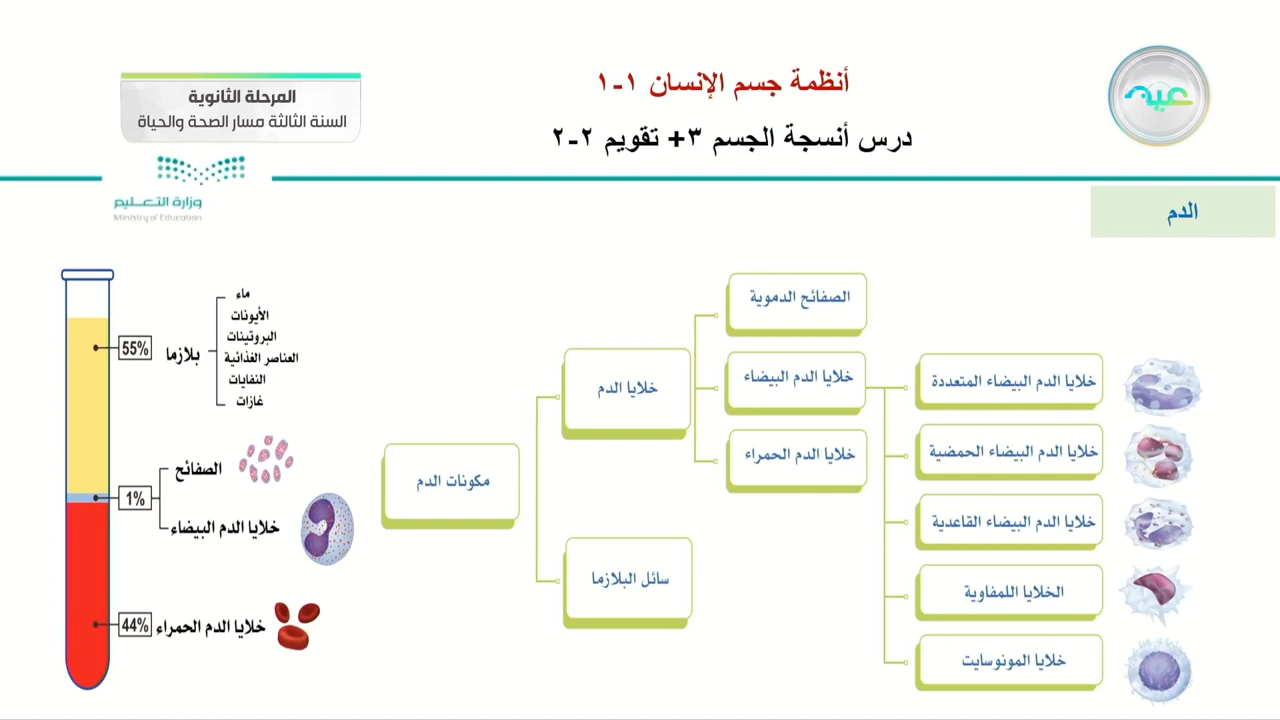 أنظمة جسم الإنسان ١-١
درس أنسجة الجسم ٣+ تقويم ٢-٢
عين
المرحلة الثانوية
السنة الثالثة مسار الصحة والحياة
وزارة التعليم
Ministry of Education
الدم
مكونات الدم
خلايا الدم
سائل البلازما
الصفائح الدموية
خلايا الدم البيضاء
خلايا الدم الحمراء
خلايا الدم البيضاء المتعددة
خلايا الدم البيضاء الحمضية
خلايا الدم البيضاء القاعدية
الخلايا اللمفاوية
خلايا المونوسايت
55%
بلازما
ماء
الأيونات
البروتينات
العناصر الغذائية
النفايات
غازات
1%
الصفائح
خلايا الدم البيضاء
44%
خلايا الدم الحمراء